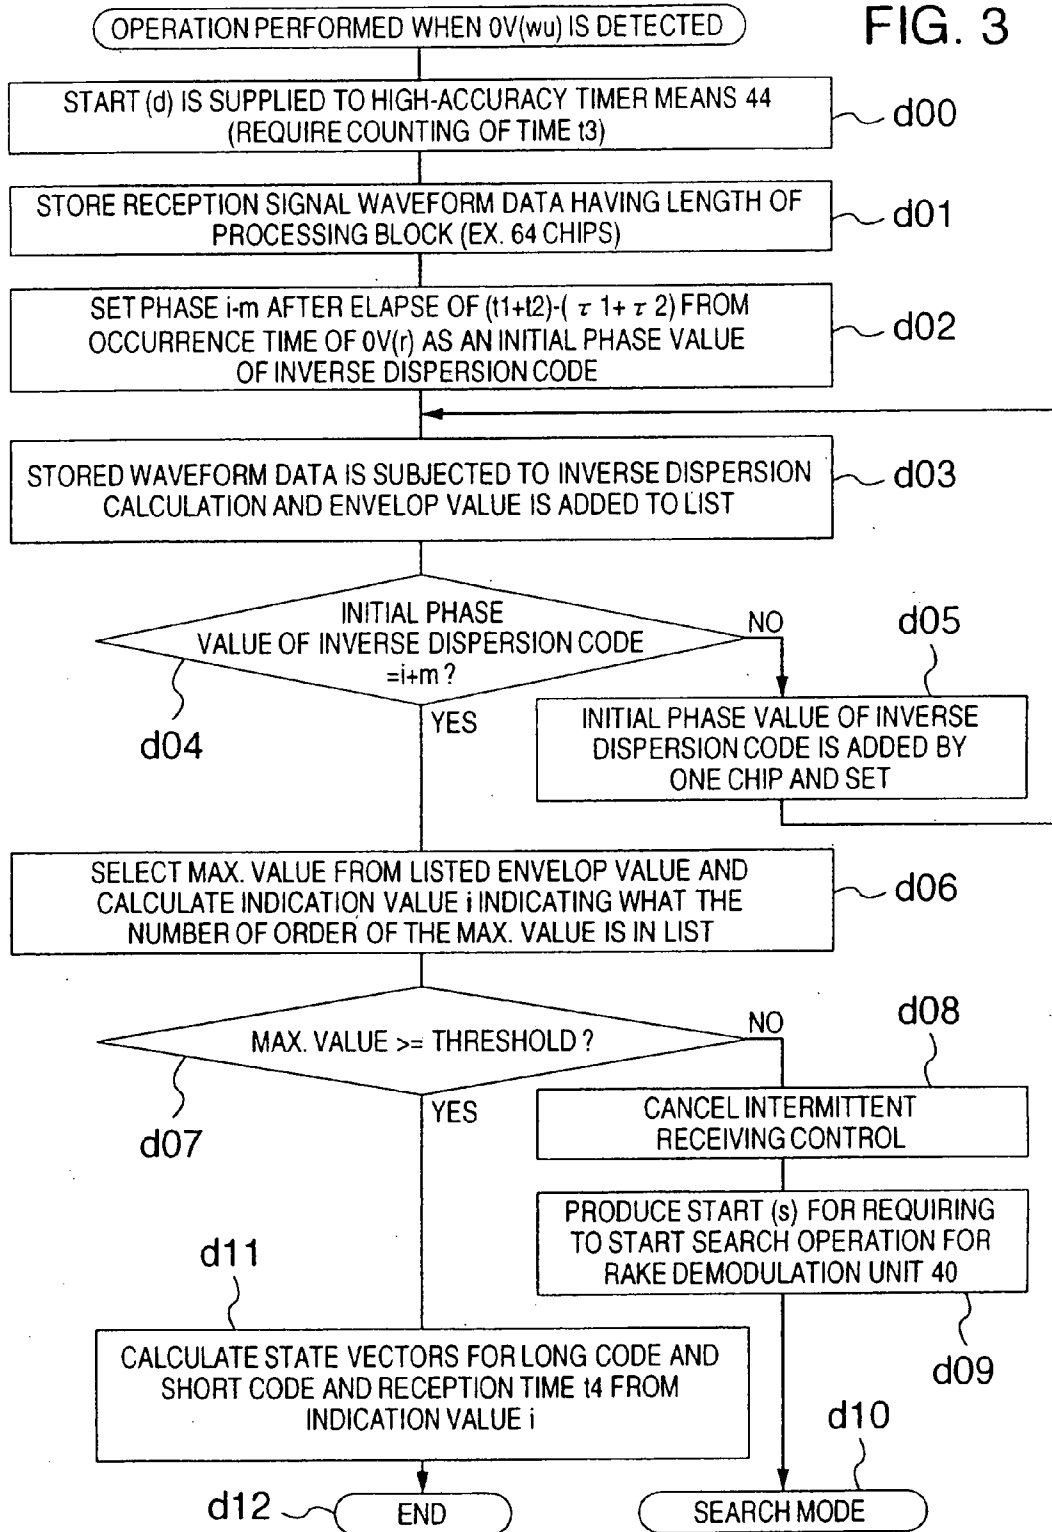 FIG. 3
OPERATION PERFORMED WHEN 0V(wu) IS DETECTED
START (d) IS SUPPLIED TO HIGH-ACCURACY TIMER MEANS 44
(REQUIRE COUNTING OF TIME t3)
d00
STORE RECEPTION SIGNAL WAVEFORM DATA HAVING LENGTH OF
PROCESSING BLOCK (EX. 64 CHIPS)
d01
SET PHASE i-m AFTER ELAPSE OF (t1+t2)-( τ 1+ τ 2) FROM
OCCURRENCE TIME OF 0V(r) AS AN INITIAL PHASE VALUE
OF INVERSE DISPERSION CODE
d02
STORED WAVEFORM DATA IS SUBJECTED TO INVERSE DISPERSION
CALCULATION AND ENVELOP VALUE IS ADDED TO LIST
d03
INITIAL PHASE
VALUE OF INVERSE DISPERSION CODE
=i+m ?
NO
d05
d04
YES
INITIAL PHASE VALUE OF INVERSE
DISPERSION CODE IS ADDED BY
ONE CHIP AND SET
SELECT MAX. VALUE FROM LISTED ENVELOP VALUE AND
CALCULATE INDICATION VALUE i INDICATING WHAT THE
NUMBER OF ORDER OF THE MAX. VALUE IS IN LIST
d06
MAX. VALUE >= THRESHOLD ?
NO
d08
d07
YES
CANCEL INTERMITTENT
RECEIVING CONTROL
PRODUCE START (s) FOR REQUIRING
TO START SEARCH OPERATION FOR
RAKE DEMODULATION UNIT 40
d09
d11
CALCULATE STATE VECTORS FOR LONG CODE AND
SHORT CODE AND RECEPTION TIME t4 FROM
INDICATION VALUE i
d10
d12
END
SEARCH MODE